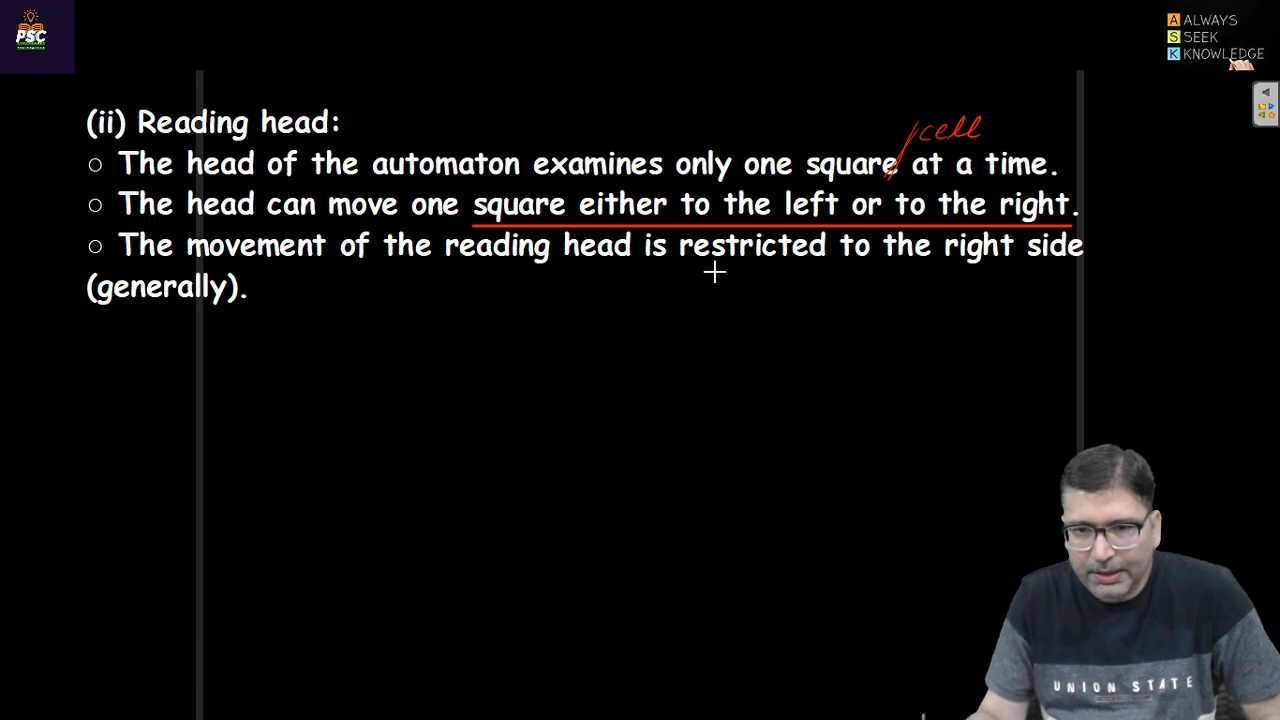 PSC
A ALWAYS
S SEEK
K KNOWLEDGE
(ii) Reading head:
/cell
○ The head of the automaton examines only one square at a time.
○ The head can move one square either to the left or to the right.
○ The movement of the reading head is restricted to the right side
(generally).
UNION STATE